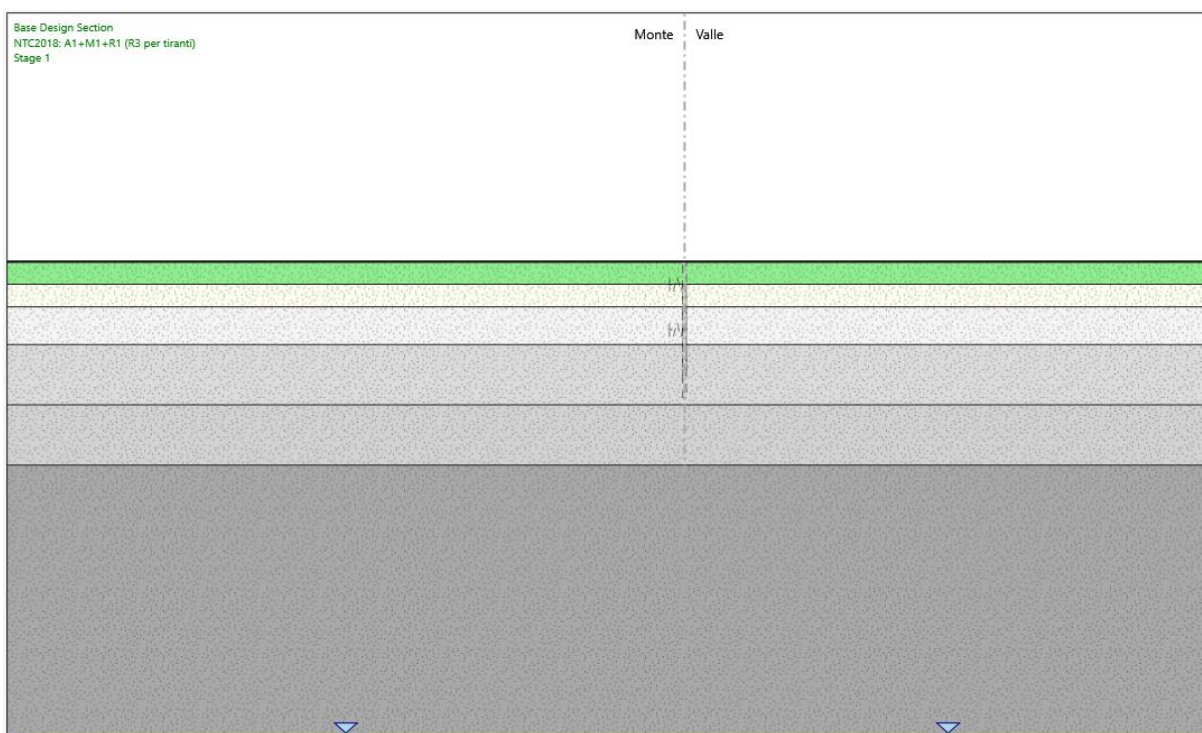 Base Design Section
NTC2018: A1+M1+R1 (R3 per tiranti)
Stage 1
Monte Valle